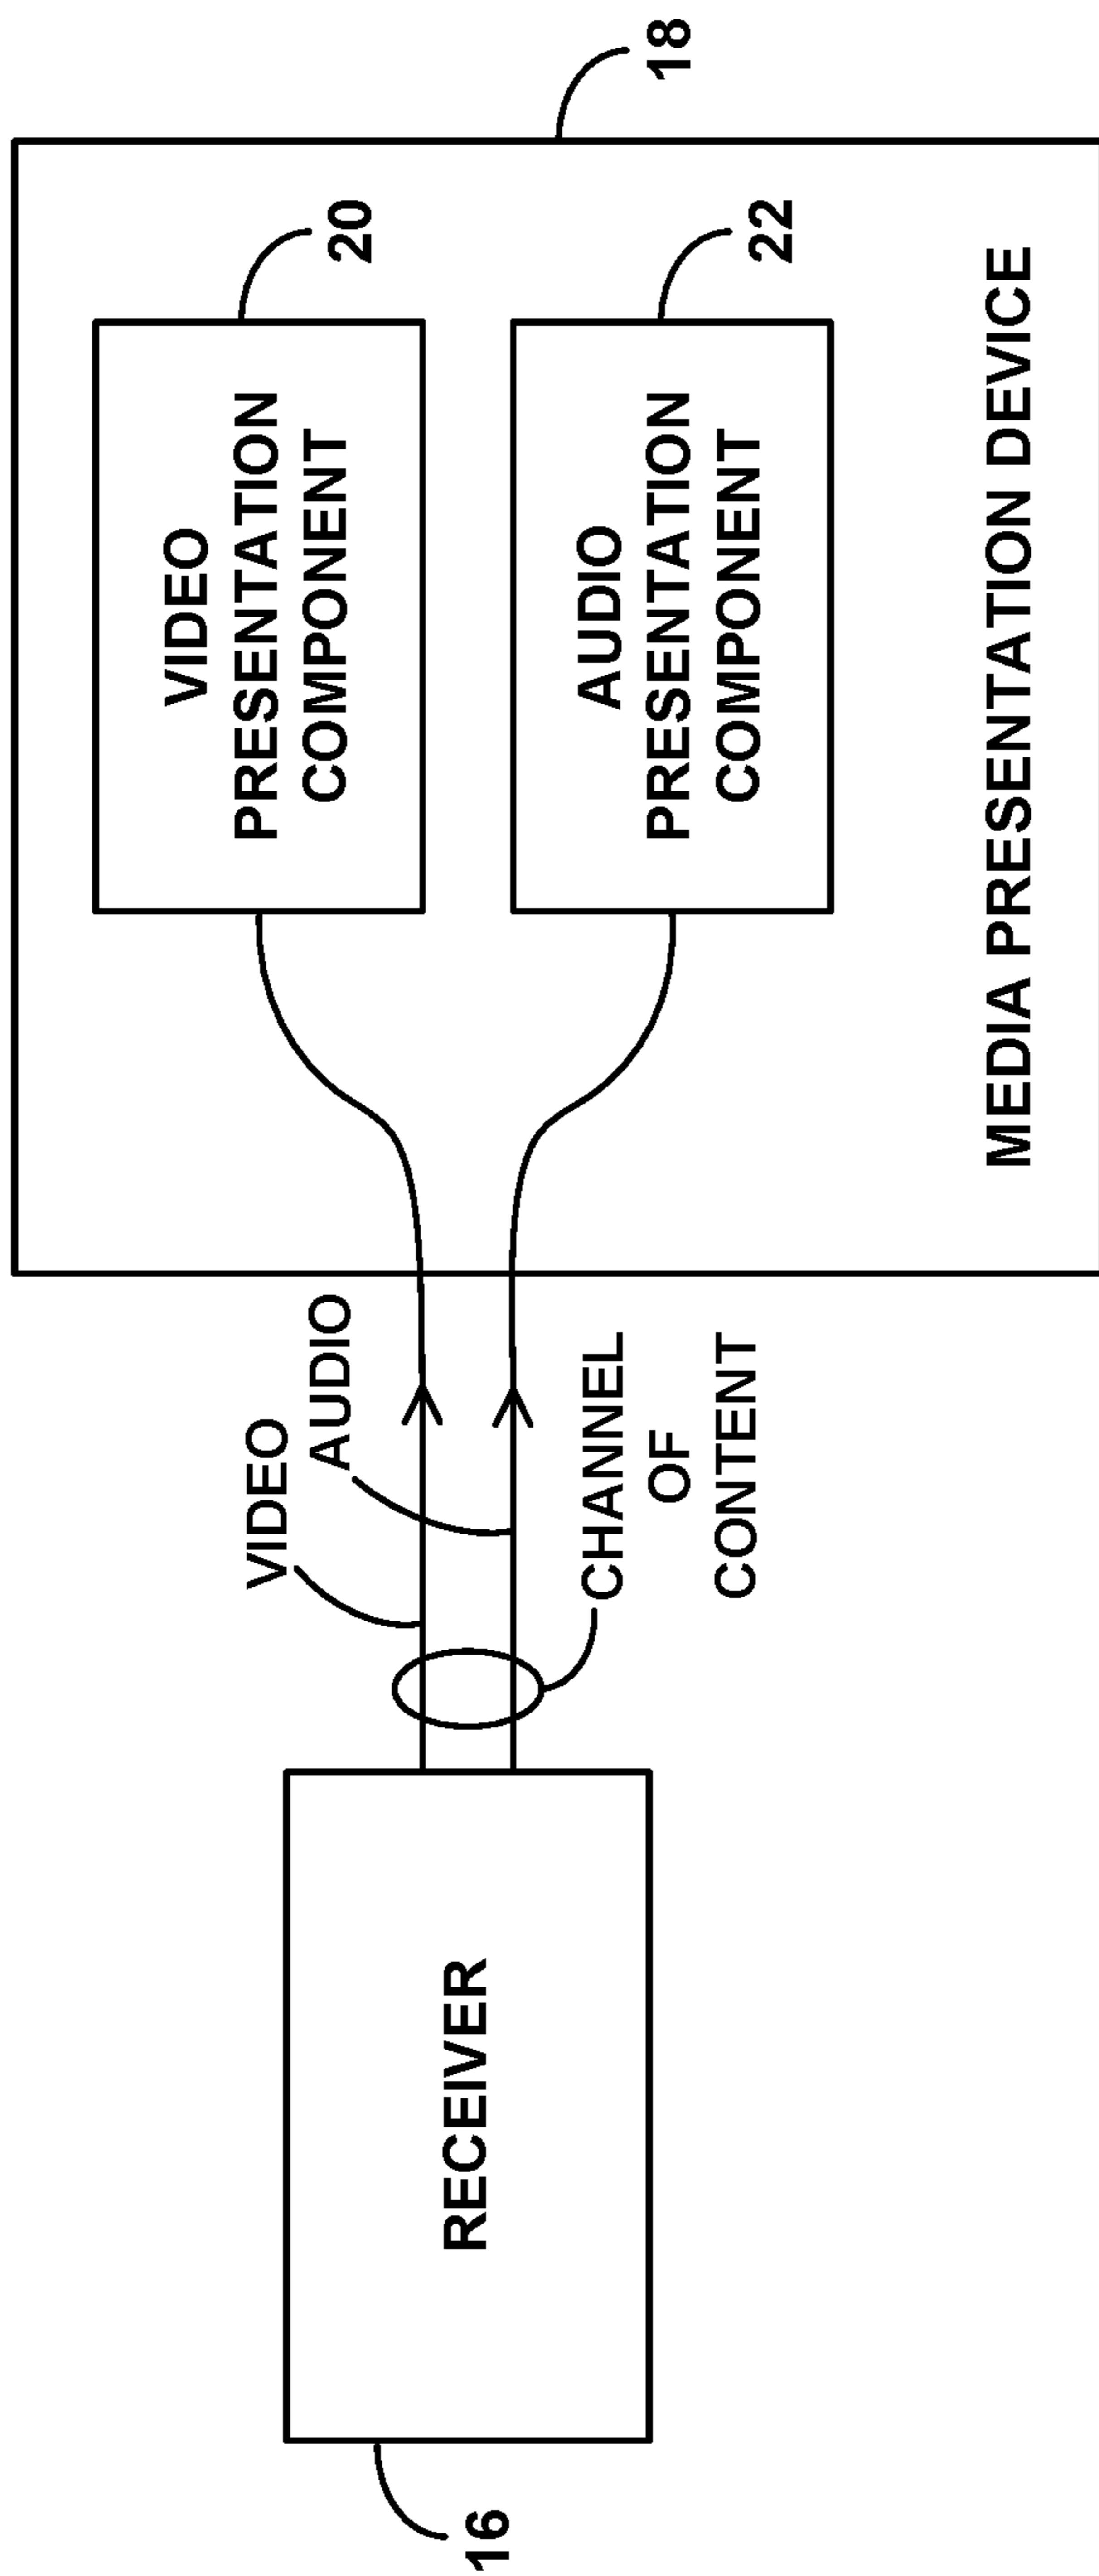 16
RECEIVER
VIDEO
AUDIO
CHANNEL
OF
CONTENT
VIDEO
PRESENTATION
COMPONENT
20
AUDIO
PRESENTATION
COMPONENT
22
MEDIA PRESENTATION DEVICE
18